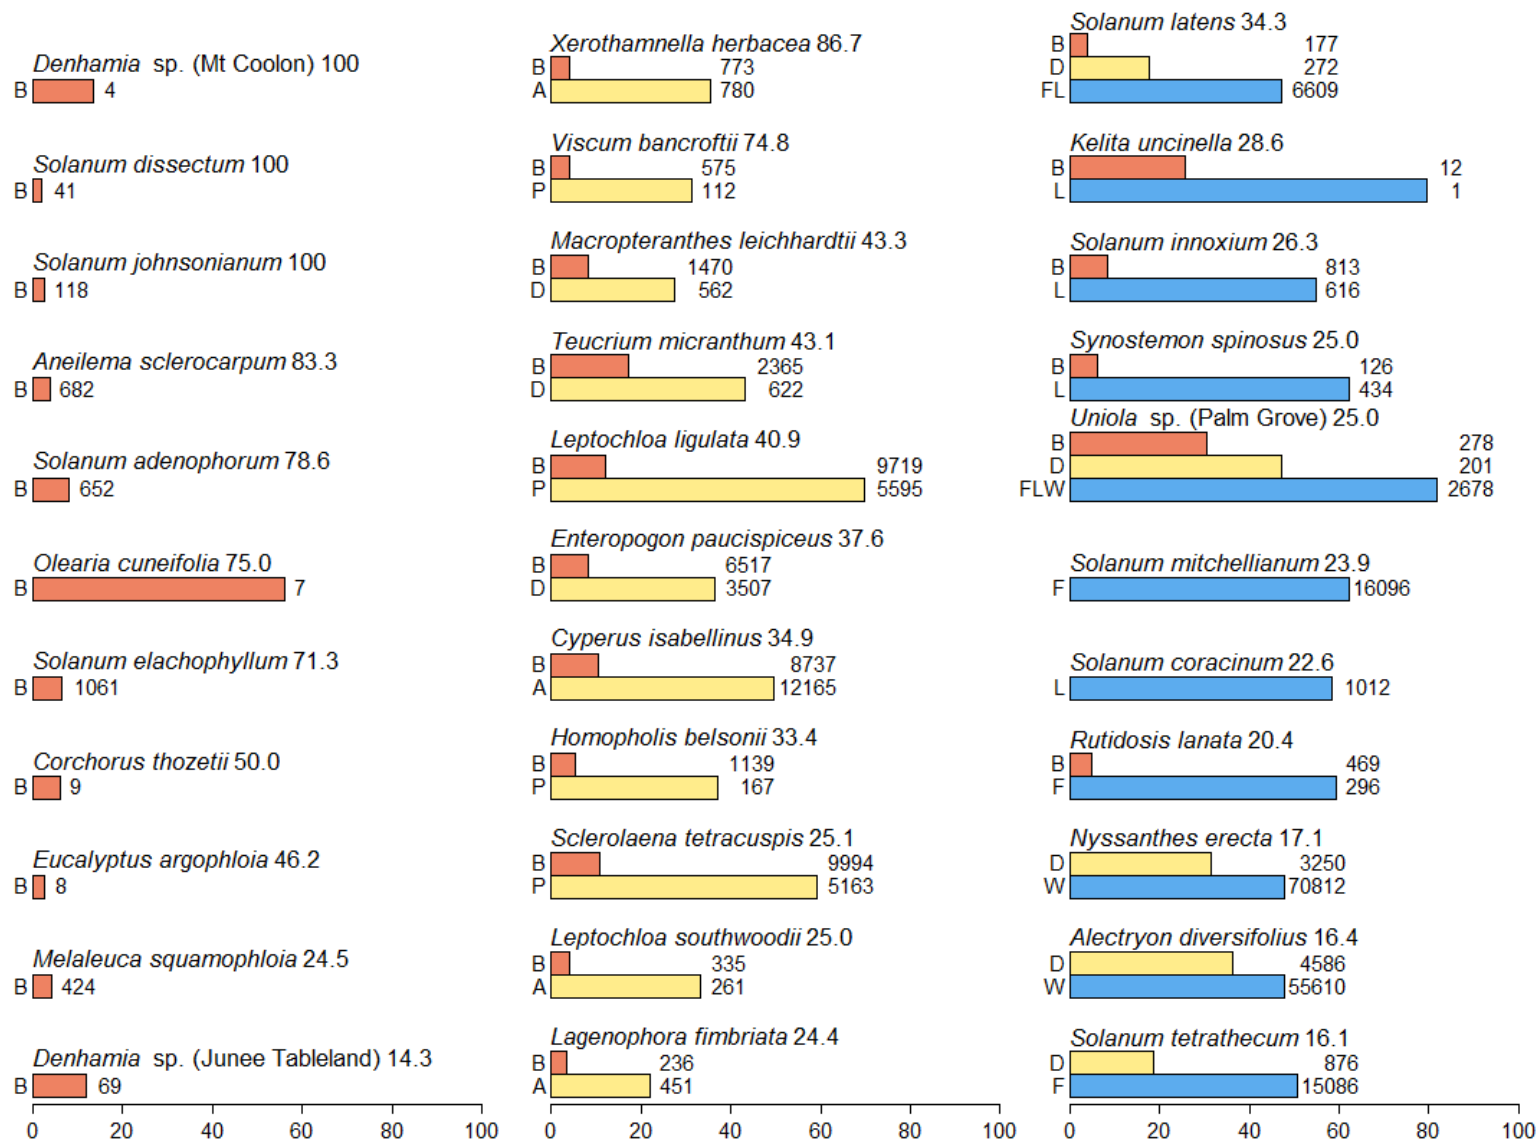 Denhamia sp. (Mt Coolon) 100
B 4
Solanum dissectum 100
B 41
Solanum johnsonianum 100
B 118
Aneilema sclerocarpum 83.3
B 682
Solanum adenophorum 78.6
B 652
Olearia cuneifolia 75.0
B 7
Solanum elachophyllum 71.3
B 1061
Corchorus thozetii 50.0
B 9
Eucalyptus argophloia 46.2
B 8
Melaleuca squamophloia 24.5
B 424
Denhamia sp. (Junee Tableland) 14.3
B 69
0 20 40 60 80 100
Xerothamnella herbacea 86.7
B 773
A 780
Viscum bancroftii 74.8
B 575
P 112
Macropteranthes leichhardtii 43.3
B 1470
D 562
Teucrium micranthum 43.1
B 2365
D 622
Leptochloa ligulata 40.9
B 9719
P 5595
Enteropogon paucispiceus 37.6
B 6517
D 3507
Cyperus isabellinus 34.9
B 8737
A 12165
Homopholis belsonii 33.4
B 1139
P 167
Sclerolaena tetracuspis 25.1
B 9994
P 5163
Leptochloa southwoodii 25.0
B 335
A 261
Lagenophora fimbriata 24.4
B 236
A 451
0 20 40 60 80 100
Solanum latens 34.3
B 177
D 272
FL 6609
Kelita uncinella 28.6
B 12
L 1
Solanum innoxium 26.3
B 813
L 616
Synostemon spinosus 25.0
B 126
L 434
Uniola sp. (Palm Grove) 25.0
B 278
D 201
FLW 2678
Solanum mitchellianum 23.9
F 16096
Solanum coracinum 22.6
L 1012
Rutidosis lanata 20.4
B 469
F 296
Nyssanthes erecta 17.1
D 3250
W 70812
Alectryon diversifolius 16.4
D 4586
W 55610
Solanum tetrathecum 16.1
D 876
F 15086
0 20 40 60 80 100